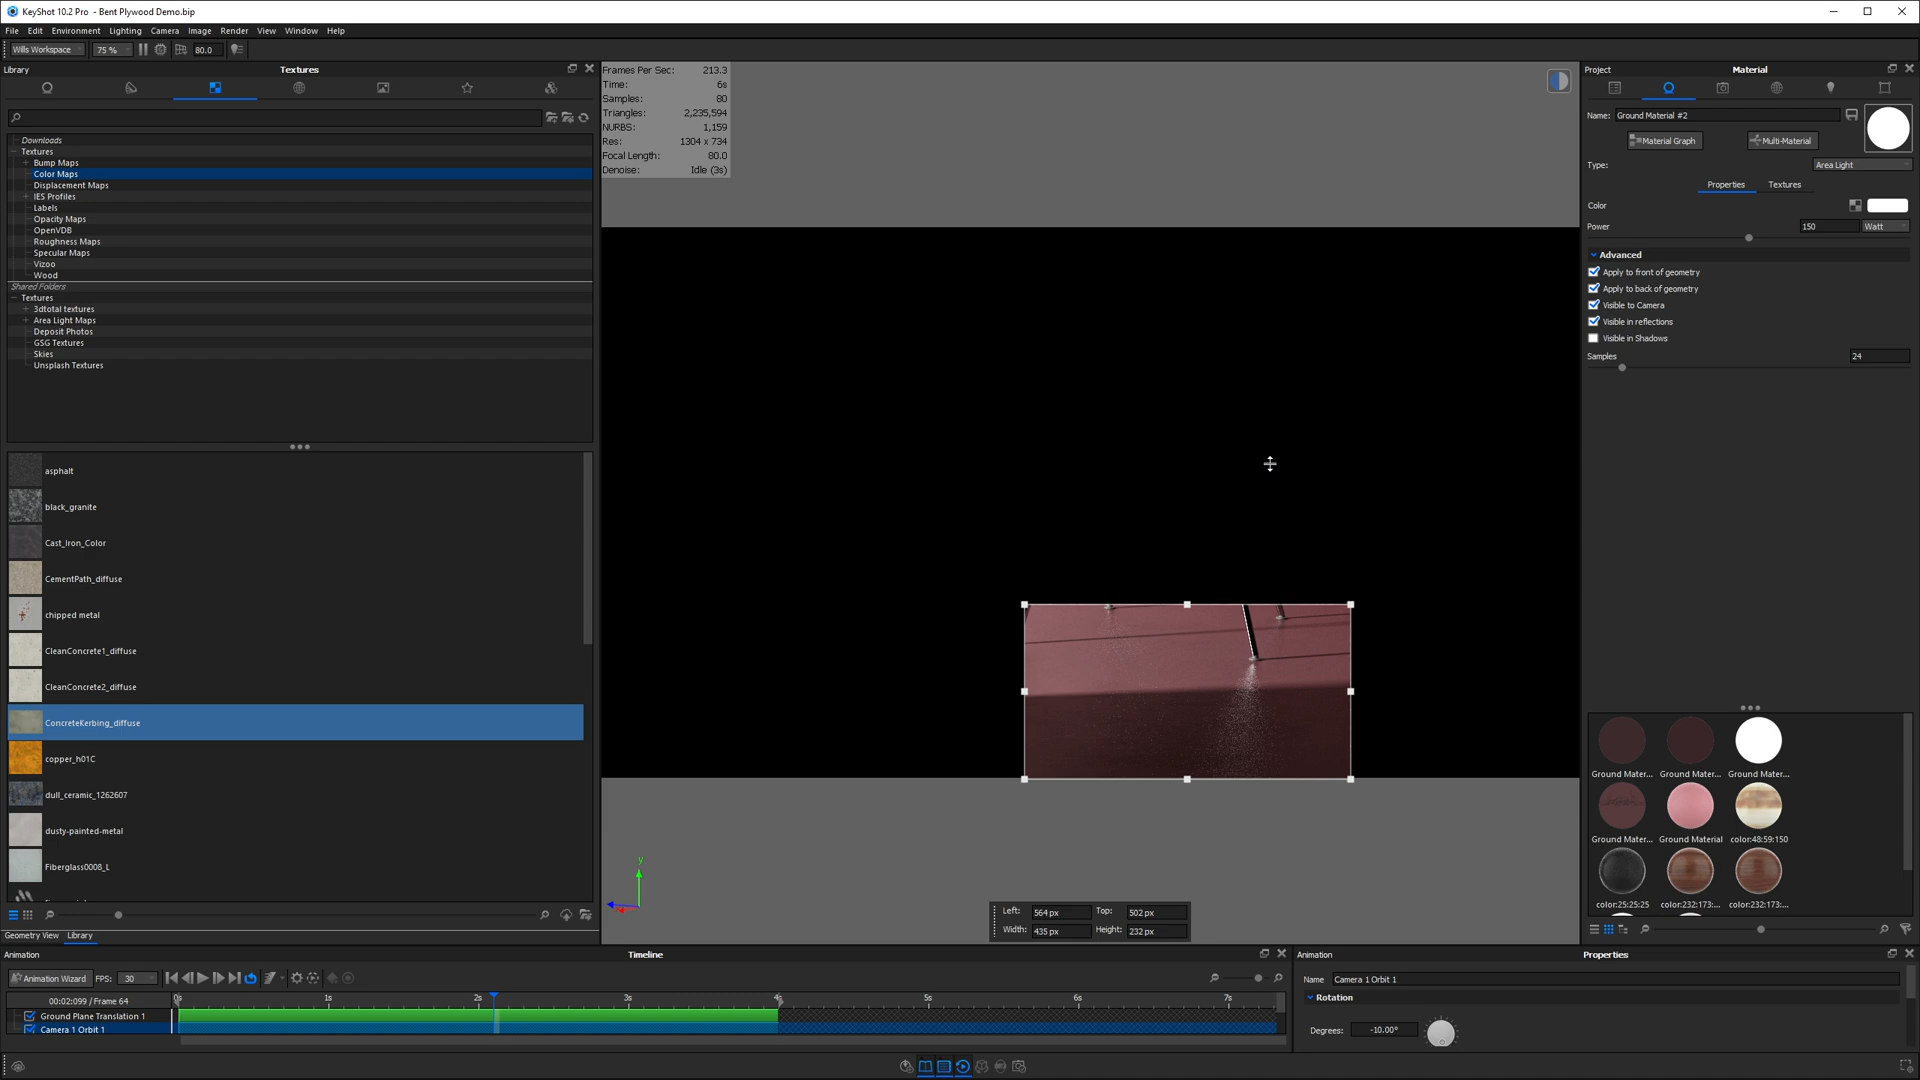 KeyShot 10.2 Pro - Bent Plywood Demo.bip
File Edit Environment Lighting Camera Image Render View Window Help
Wills Workspace 75 % 80.0
Library Textures
Downloads
Textures
Bump Maps
Color Maps
Displacement Maps
IES Profiles
Labels
Opacity Maps
OpenVDB
Roughness Maps
Specular Maps
Vizoo
Wood
Shared Folders
Textures
3dtotal textures
Area Light Maps
Deposit Photos
GSG Textures
Skies
Unsplash Textures
asphalt
black_granite
Cast_Iron_Color
CementPath_diffuse
chipped metal
CleanConcrete1_diffuse
CleanConcrete2_diffuse
ConcreteKerbing_diffuse
copper_h01C
dull_ceramic_1262607
dusty-painted-metal
Fiberglass0008_L
Geometry View Library
Frames Per Sec: 213.3
Time: 6s
Samples: 80
Triangles: 2,235,594
NURBS: 1,159
Res: 1304 x 734
Focal Length: 80.0
Denoise: Idle (3s)
y
Left: 564 px Top: 502 px
Width: 435 px Height: 232 px
Project Material
Name: Ground Material #2
Material Graph Multi-Material
Type: Area Light
Properties Textures
Color
Power 150 Watt
Advanced
Apply to front of geometry
Apply to back of geometry
Visible to Camera
Visible in reflections
Visible in Shadows
Samples 24
Ground Mater... Ground Mater... Ground Mater...
Ground Mater... Ground Material color:48:59:150
color:25:25:25 color:232:173:... color:232:173:...
Animation Timeline
Animation Wizard FPS: 30
00:02:099 / Frame 64
0s 1s 2s 3s 4s 5s 6s 7s
Ground Plane Translation 1
Camera 1 Orbit 1
Animation Properties
Name Camera 1 Orbit 1
Rotation
Degrees: -10.00°